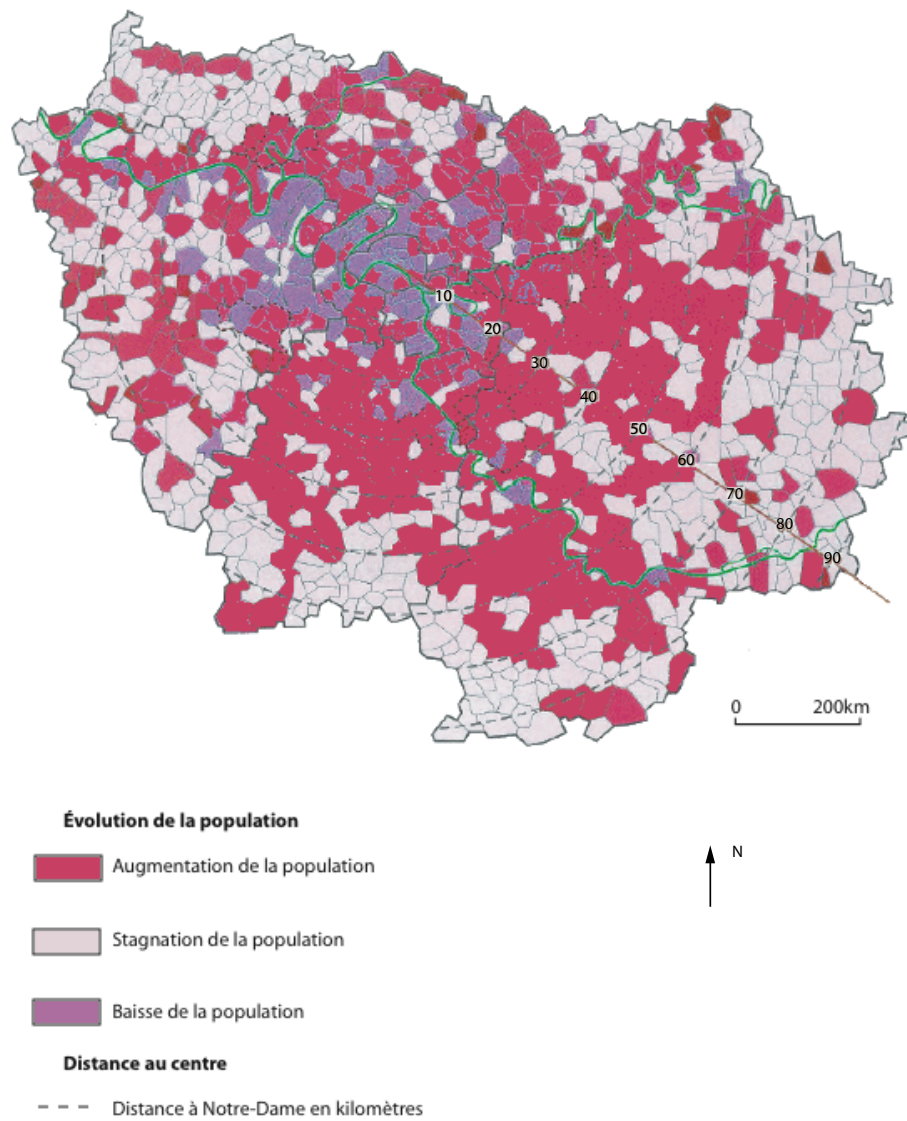 10
20
30
40
50
60
70
80
90
0 200km
Évolution de la population
N
Augmentation de la population
Stagnation de la population
Baisse de la population
Distance au centre
Distance à Notre-Dame en kilomètres